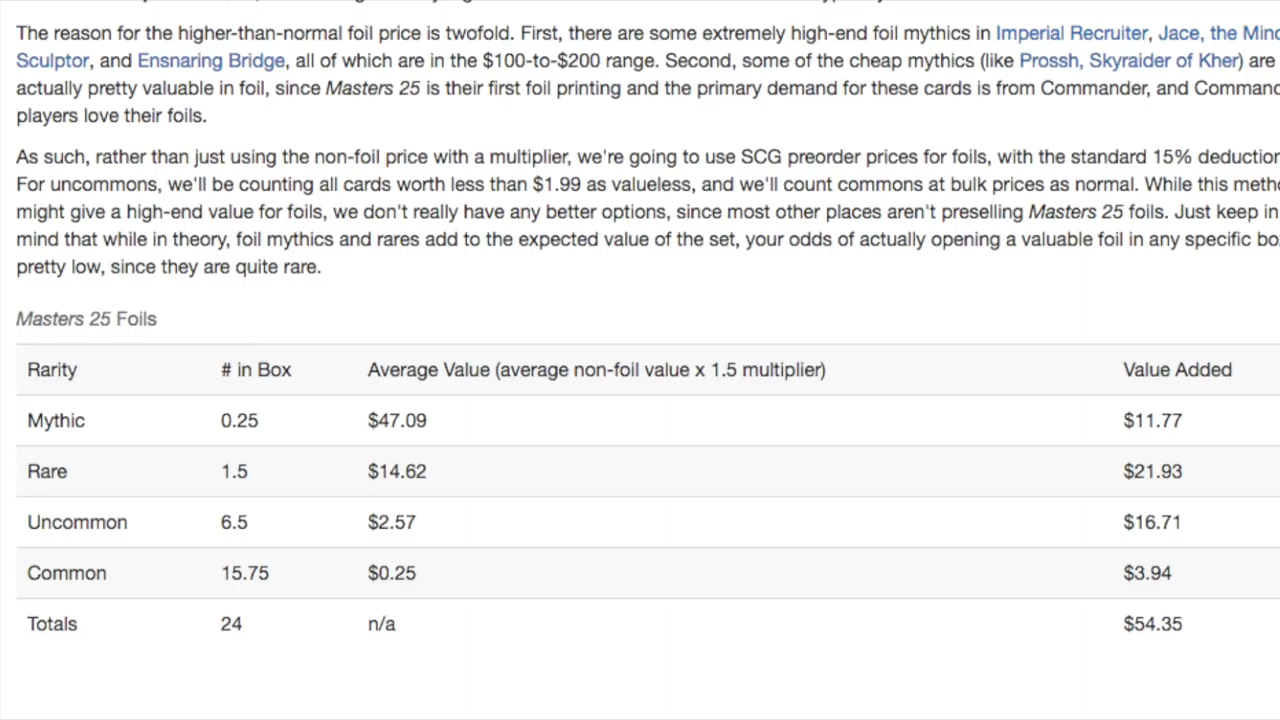 The reason for the higher-than-normal foil price is twofold. First, there are some extremely high-end foil mythics in Imperial Recruiter, Jace, the Mind
Sculptor, and Ensnaring Bridge, all of which are in the $100-to-$200 range. Second, some of the cheap mythics (like Prossh, Skyraider of Kher) are
actually pretty valuable in foil, since Masters 25 is their first foil printing and the primary demand for these cards is from Commander, and Command
players love their foils.
As such, rather than just using the non-foil price with a multiplier, we're going to use SCG preorder prices for foils, with the standard 15% deduction
For uncommons, we'll be counting all cards worth less than $1.99 as valueless, and we'll count commons at bulk prices as normal. While this metho
might give a high-end value for foils, we don't really have any better options, since most other places aren't preselling Masters 25 foils. Just keep in
mind that while in theory, foil mythics and rares add to the expected value of the set, your odds of actually opening a valuable foil in any specific bo
pretty low, since they are quite rare.
Masters 25 Foils
Rarity # in Box Average Value (average non-foil value x 1.5 multiplier) Value Added
Mythic 0.25 $47.09 $11.77
Rare 1.5 $14.62 $21.93
Uncommon 6.5 $2.57 $16.71
Common 15.75 $0.25 $3.94
Totals 24 n/a $54.35